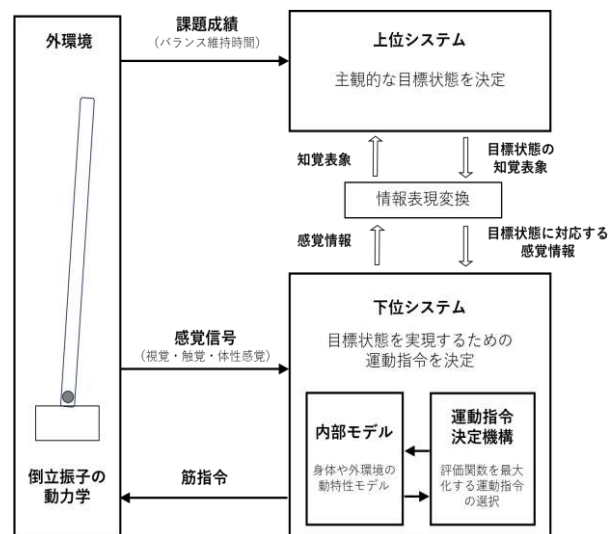 外環境
課題成績
（バランス維持時間）
上位システム
主観的な目標状態を決定
知覚表象
目標状態の
知覚表象
情報表現変換
感覚情報
目標状態に対応する
感覚情報
下位システム
目標状態を実現するための
運動指令を決定
感覚信号
（視覚・触覚・体性感覚）
内部モデル
身体や外環境の
動特性モデル
運動指令
決定機構
評価関数を最大
化する運動指令
の選択
筋指令
倒立振子の
動力学